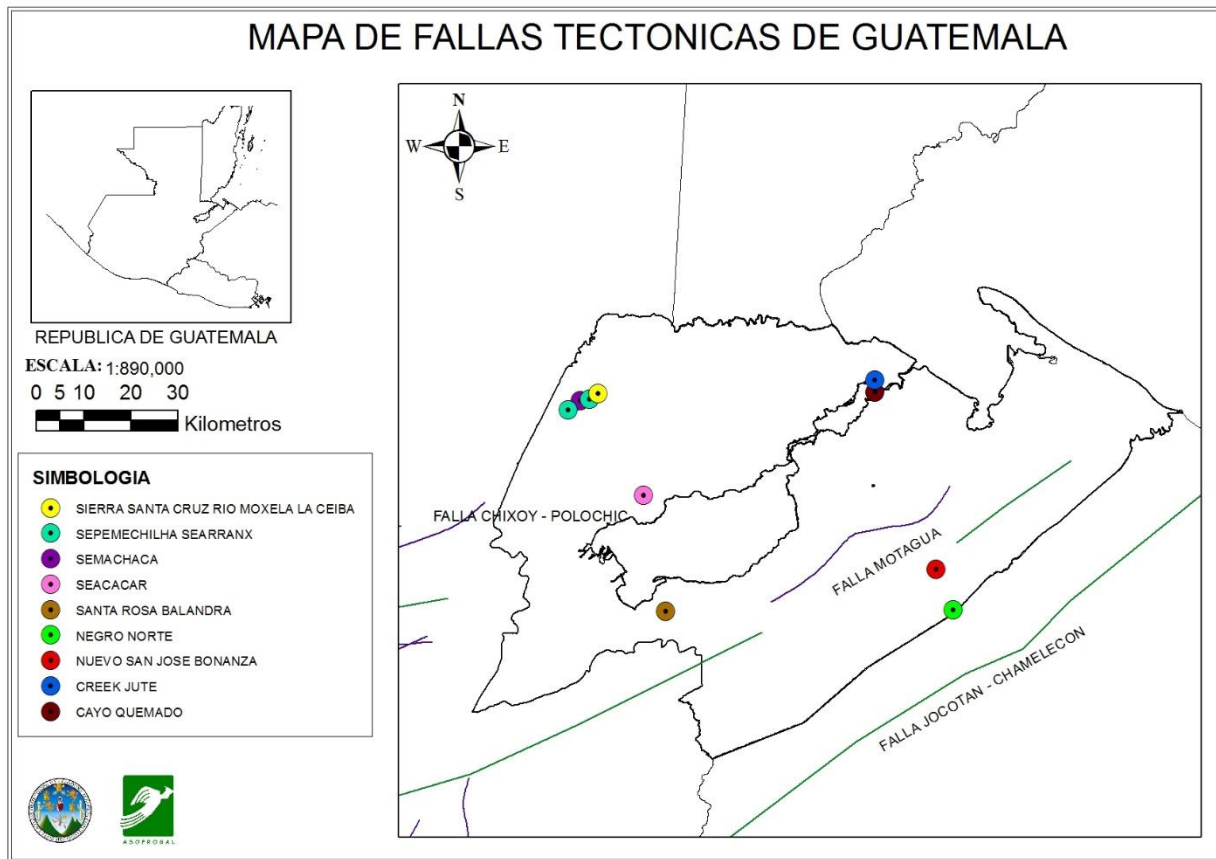 MAPA DE FALLAS TECTONICAS DE GUATEMALA
REPUBLICA DE GUATEMALA
ESCALA: 1:890,000
0 5 10 20 30
Kilometros
SIMBOLOGIA
SIERRA SANTA CRUZ RIO MOXELA LA CEIBA
SEPEMECHILHA SEARRANX
SEMACHACA
SEACACAR
SANTA ROSA BALANDRA
NEGRO NORTE
NUEVO SAN JOSE BONANZA
CREEK JUTE
CAYO QUEMADO
ASOPROGAL
N
W E
S
FALLA CHIXOY - POLOCHIC
FALLA MOTAGUA
FALLA JOCOTAN - CHAMELECON